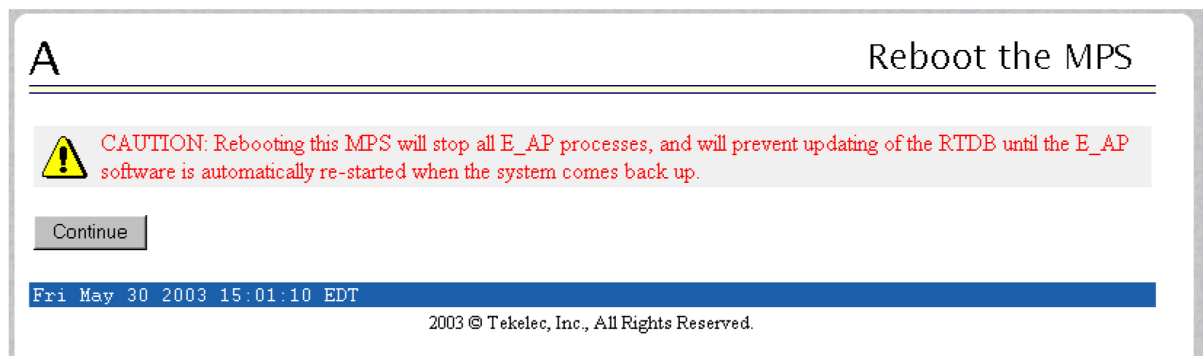 A
Reboot the MPS
CAUTION: Rebooting this MPS will stop all E_AP processes, and will prevent updating of the RTDB until the E_AP
software is automatically re-started when the system comes back up.
Continue
Fri May 30 2003 15:01:10 EDT
2003 © Tekelec, Inc., All Rights Reserved.